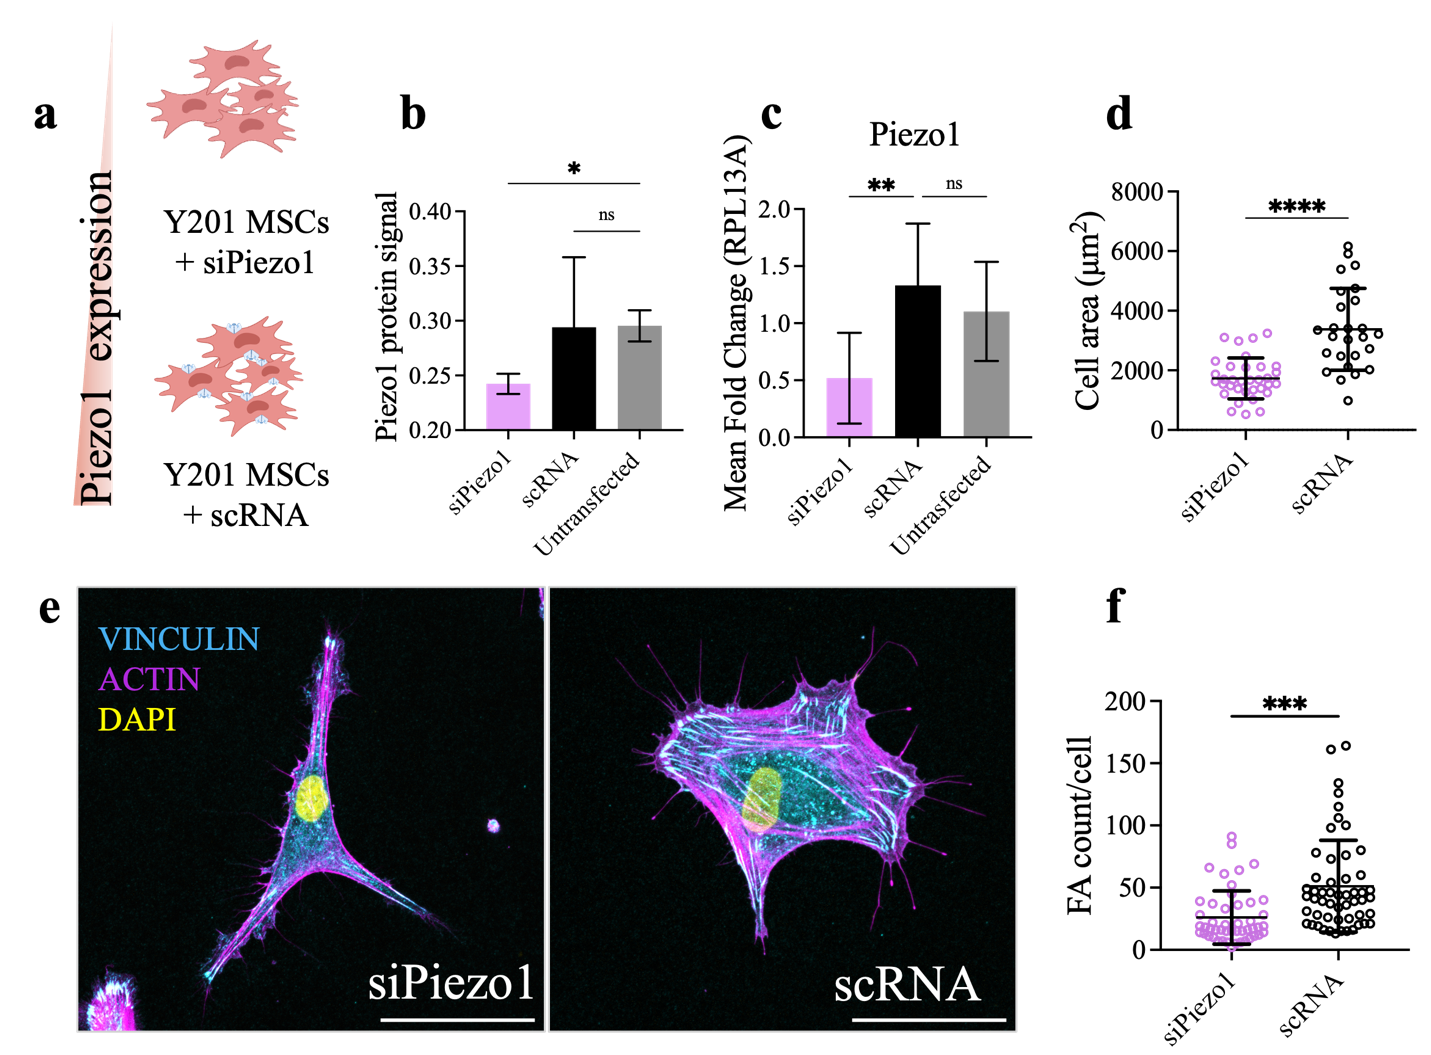 a
Piezo1 expression
Y201 MSCs
+ siPiezo1
Y201 MSCs
+ scRNA
b
Piezo1 protein signal
0.40
0.35
0.30
0.25
0.20
*
ns
siPiezo1
scRNA
Untransfected
c
Piezo1
Mean Fold Change (RPL13A)
2.0
1.5
1.0
0.5
0.0
**
ns
siPiezo1
scRNA
Untrasfected
d
Cell area (μm²)
8000
6000
4000
2000
0
****
siPiezo1
scRNA
e
VINCULIN
ACTIN
DAPI
siPiezo1
scRNA
f
FA count/cell
200
150
100
50
0
***
siPiezo1
scRNA